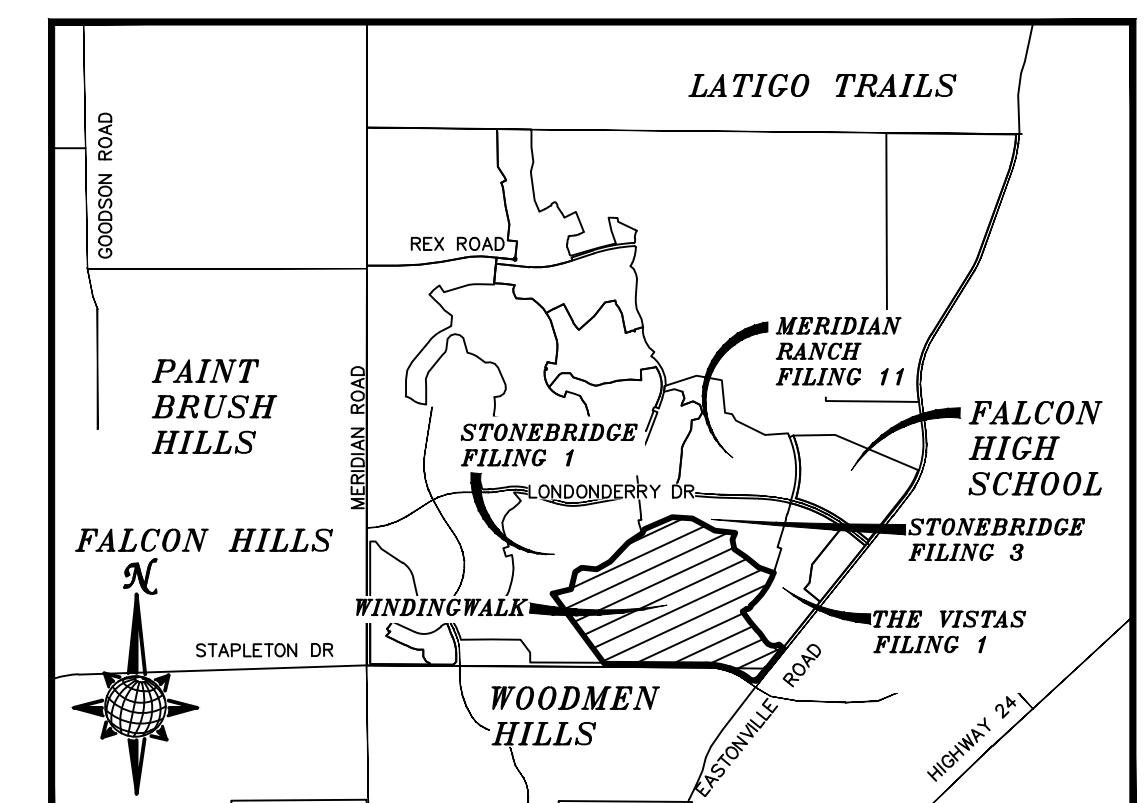 LATIGO TRAILS
GOODSON ROAD
REX ROAD
MERIDIAN
RANCH
FILING 11
PAINT
BRUSH
HILLS
MERIDIAN ROAD
FALCON
HIGH
SCHOOL
STONEBRIDGE
FILING 1
LONDONDERRY DR
FALCON HILLS
STONEBRIDGE
FILING 3
N
WINDINGWALK
THE VISTAS
FILING 1
STAPLETON DR
WOODMEN
HILLS
EASTONVILLE ROAD
HIGHWAY 24